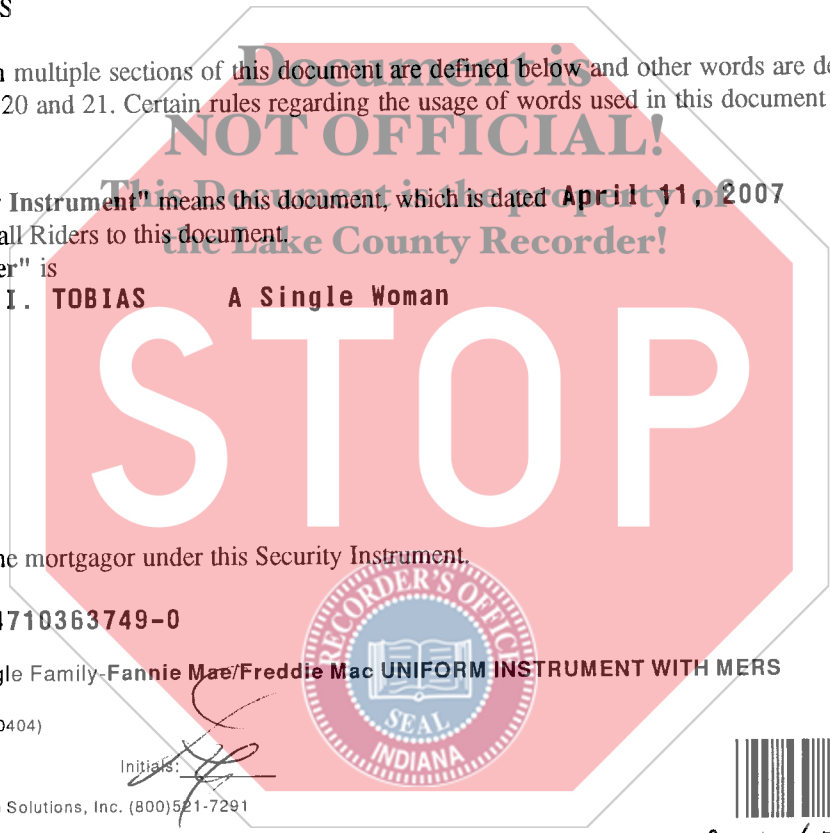 S
multiple sections of this document are defined below and other words are de
20 and 21. Certain rules regarding the usage of words used in this document
Document is
NOT OFFICIAL!
This Document is the property of
the Lake County Recorder!
Instrument" means this document, which is dated April 11, 2007
all Riders to this document.
er" is
I. TOBIAS A Single Woman
STOP
he mortgagor under this Security Instrument.
4710363749-0
gle Family-Fannie Mae/Freddie Mac UNIFORM INSTRUMENT WITH MERS
0404)
Initials:
Solutions, Inc. (800)521-7291
RECORDER'S OFFICE
SEAL
INDIANA